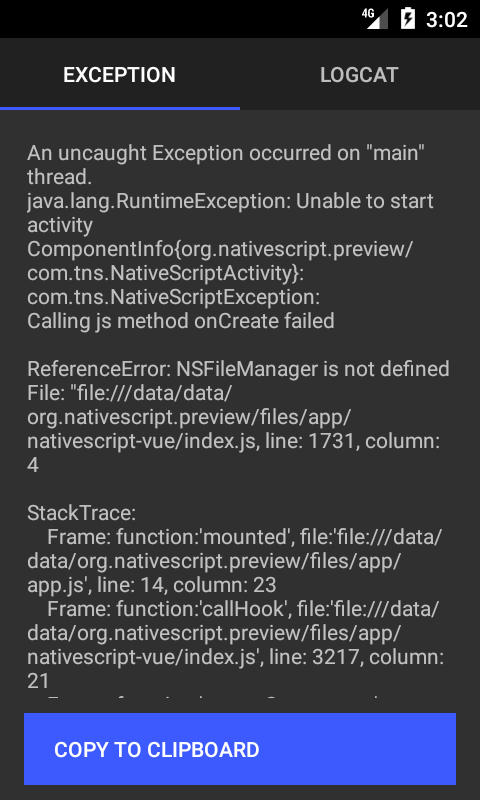 4G 3:02
EXCEPTION LOGCAT
An uncaught Exception occurred on "main"
thread.
java.lang.RuntimeException: Unable to start
activity
ComponentInfo{org.nativescript.preview/
com.tns.NativeScriptActivity}:
com.tns.NativeScriptException:
Calling js method onCreate failed
ReferenceError: NSFileManager is not defined
File: "file:///data/data/
org.nativescript.preview/files/app/
nativescript-vue/index.js, line: 1731, column:
4
StackTrace:
Frame: function:'mounted', file:'file:///data/
data/org.nativescript.preview/files/app/
app.js', line: 14, column: 23
Frame: function:'callHook', file:'file:///data/
data/org.nativescript.preview/files/app/
nativescript-vue/index.js', line: 3217, column:
21
COPY TO CLIPBOARD